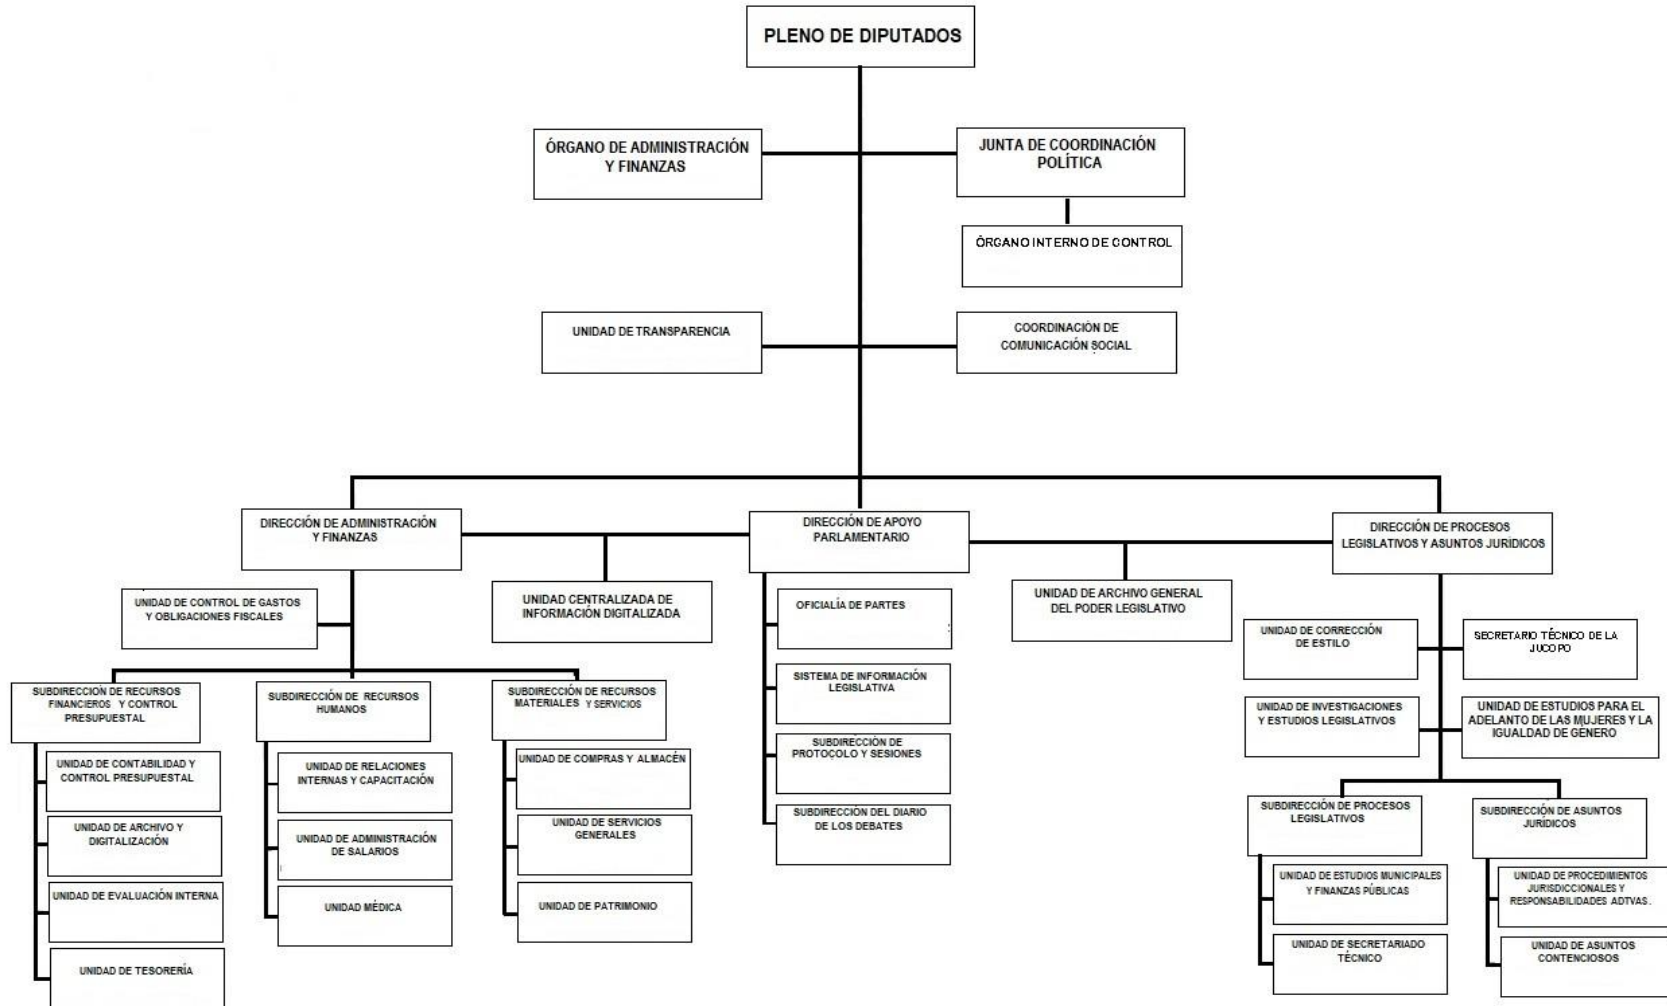 PLENO DE DIPUTADOS
ÓRGANO DE ADMINISTRACIÓN
Y FINANZAS
JUNTA DE COORDINACIÓN
POLÍTICA
ÓRGANO INTERNO DE CONTROL
UNIDAD DE TRANSPARENCIA
COORDINACIÓN DE
COMUNICACIÓN SOCIAL
DIRECCIÓN DE ADMINISTRACIÓN
Y FINANZAS
DIRECCIÓN DE APOYO
PARLAMENTARIO
DIRECCIÓN DE PROCESOS
LEGISLATIVOS Y ASUNTOS JURÍDICOS
UNIDAD DE CONTROL DE GASTOS
Y OBLIGACIONES FISCALES
UNIDAD CENTRALIZADA DE
INFORMACIÓN DIGITALIZADA
UNIDAD DE ARCHIVO GENERAL
DEL PODER LEGISLATIVO
SUBDIRECCIÓN DE RECURSOS
FINANCIEROS Y CONTROL
PRESUPUESTAL
UNIDAD DE CONTABILIDAD Y
CONTROL PRESUPUESTAL
UNIDAD DE ARCHIVO Y
DIGITALIZACIÓN
UNIDAD DE EVALUACIÓN INTERNA
UNIDAD DE TESORERÍA
SUBDIRECCIÓN DE RECURSOS
HUMANOS
UNIDAD DE RELACIONES
INTERNAS Y CAPACITACIÓN
UNIDAD DE ADMINISTRACIÓN
DE SALARIOS
UNIDAD MÉDICA
SUBDIRECCIÓN DE RECURSOS
MATERIALES Y SERVICIOS
UNIDAD DE COMPRAS Y ALMACÉN
UNIDAD DE SERVICIOS
GENERALES
UNIDAD DE PATRIMONIO
OFICIALÍA DE PARTES
SISTEMA DE INFORMACIÓN
LEGISLATIVA
SUBDIRECCIÓN DE
PROTOCOLO Y SESIONES
SUBDIRECCIÓN DEL DIARIO
DE LOS DEBATES
UNIDAD DE CORRECCIÓN
DE ESTILO
SECRETARIO TÉCNICO DE LA
JUCOPO
UNIDAD DE INVESTIGACIONES
Y ESTUDIOS LEGISLATIVOS
UNIDAD DE ESTUDIOS PARA EL
ADELANTO DE LAS MUJERES Y LA
IGUALDAD DE GÉNERO
SUBDIRECCIÓN DE PROCESOS
LEGISLATIVOS
UNIDAD DE ESTUDIOS MUNICIPALES
Y FINANZAS PÚBLICAS
UNIDAD DE SECRETARIADO
TÉCNICO
SUBDIRECCIÓN DE ASUNTOS
JURÍDICOS
UNIDAD DE PROCEDIMIENTOS
JURISDICCIONALES Y
RESPONSABILIDADES ADTVAS.
UNIDAD DE ASUNTOS
CONTENCIOSOS